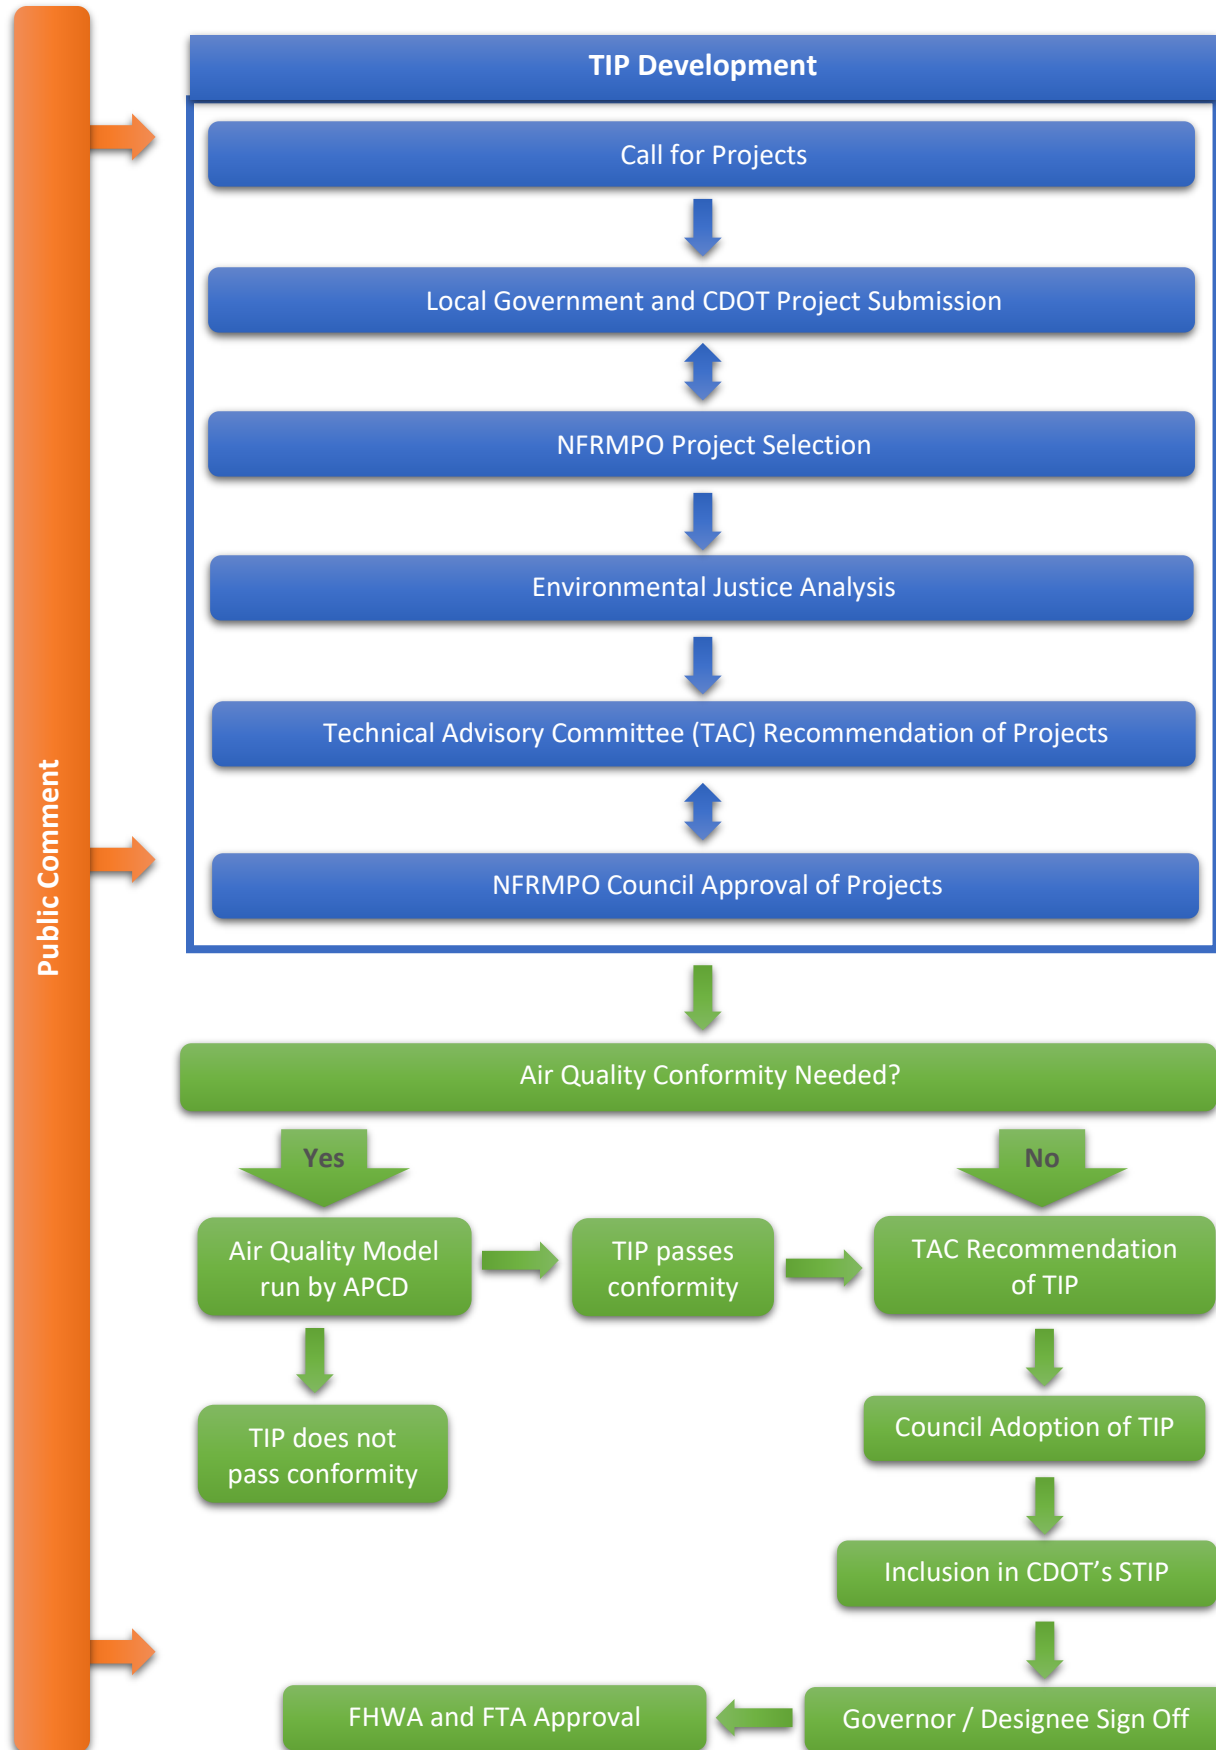 TIP Development
Call for Projects
Local Government and CDOT Project Submission
NFRMPO Project Selection
Environmental Justice Analysis
Technical Advisory Committee (TAC) Recommendation of Projects
NFRMPO Council Approval of Projects
Public Comment
Air Quality Conformity Needed?
Yes
No
Air Quality Model
run by APCD
TIP passes
conformity
TAC Recommendation
of TIP
TIP does not
pass conformity
Council Adoption of TIP
Inclusion in CDOT’s STIP
FHWA and FTA Approval
Governor / Designee Sign Off